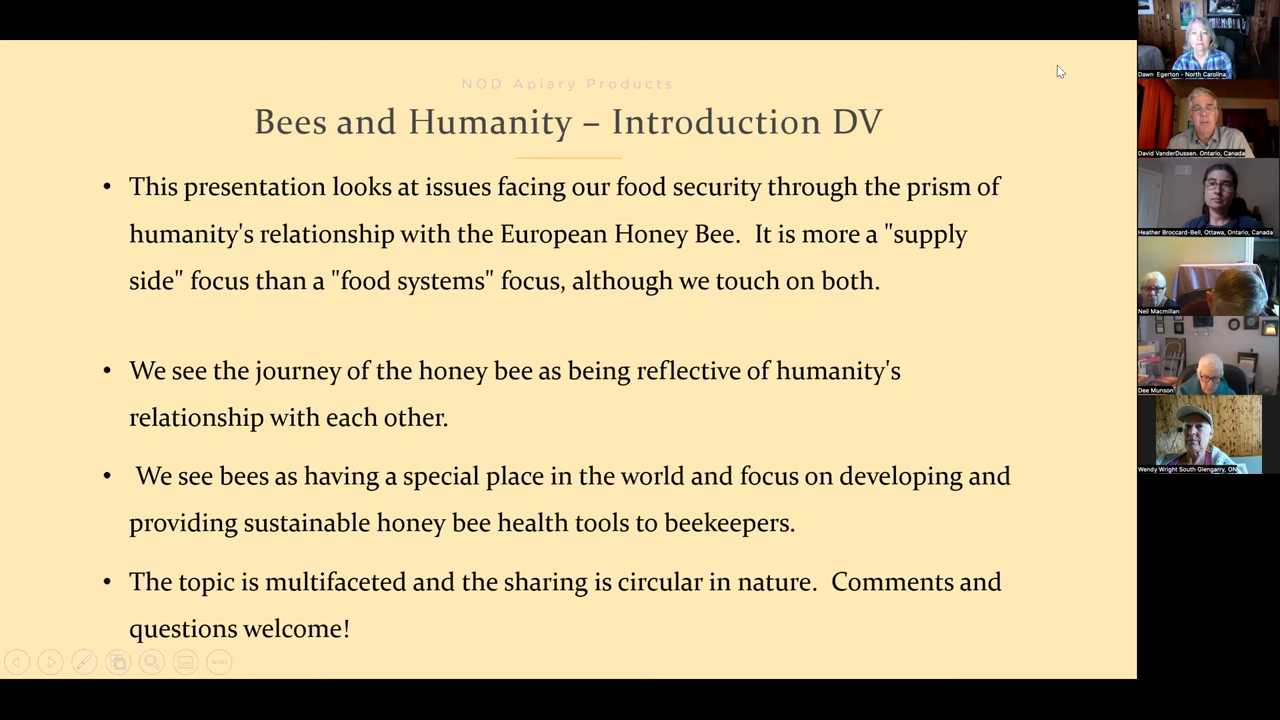 NOD Apiary Products
Bees and Humanity – Introduction DV
• This presentation looks at issues facing our food security through the prism of
humanity's relationship with the European Honey Bee.  It is more a "supply
side" focus than a "food systems" focus, although we touch on both.
• We see the journey of the honey bee as being reflective of humanity's
relationship with each other.
• We see bees as having a special place in the world and focus on developing and
providing sustainable honey bee health tools to beekeepers.
• The topic is multifaceted and the sharing is circular in nature.  Comments and
questions welcome!
Dawn Egerton - North Carolina
David VanderDussen. Ontario, Canada
Heather Broccard-Bell, Ottawa, Ontario, Canada
Neil Macmillan
Dee Munson
Wendy Wright South Glengarry, ON